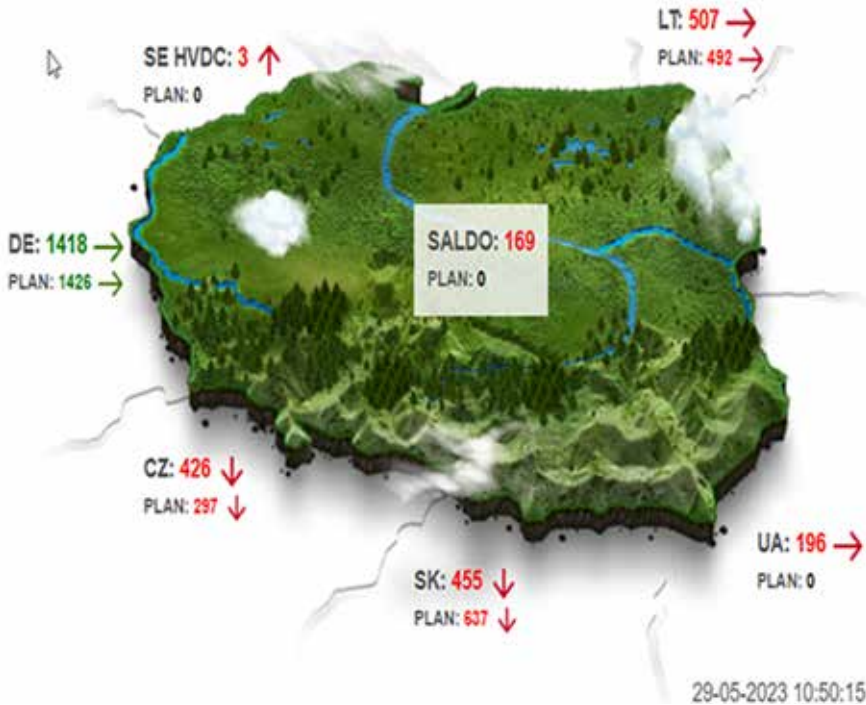 LT: 507
PLAN: 492
SE HVDC: 3
PLAN: 0
DE: 1418
PLAN: 1426
SALDO: 169
PLAN: 0
CZ: 426
PLAN: 297
UA: 196
PLAN: 0
SK: 455
PLAN: 637
29-05-2023 10:50:15